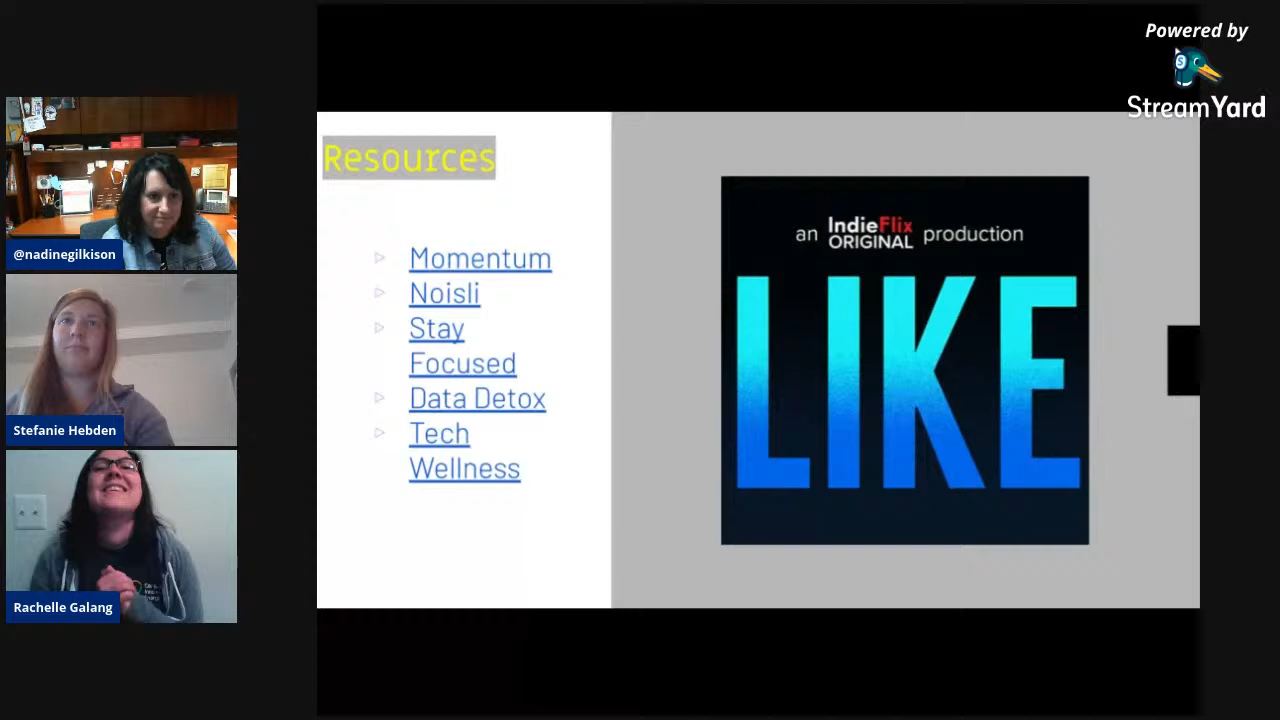 Powered by
StreamYard
@nadinegilkison
Stefanie Hebden
Rachelle Galang
Resources
Momentum
Noisli
Stay
Focused
Data Detox
Tech
Wellness
an IndieFlix ORIGINAL production
LIKE